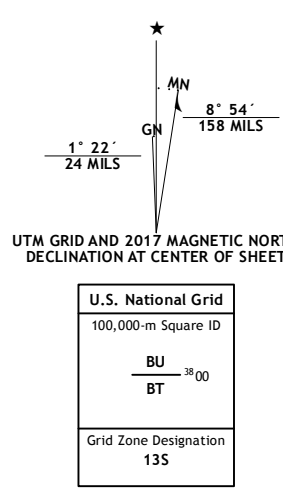 ★
MN
GN
8° 54´
158 MILS
1° 22´
24 MILS
UTM GRID AND 2017 MAGNETIC NORT
DECLINATION AT CENTER OF SHEET
U.S. National Grid
100,000-m Square ID
BU
3800
BT
Grid Zone Designation
13S